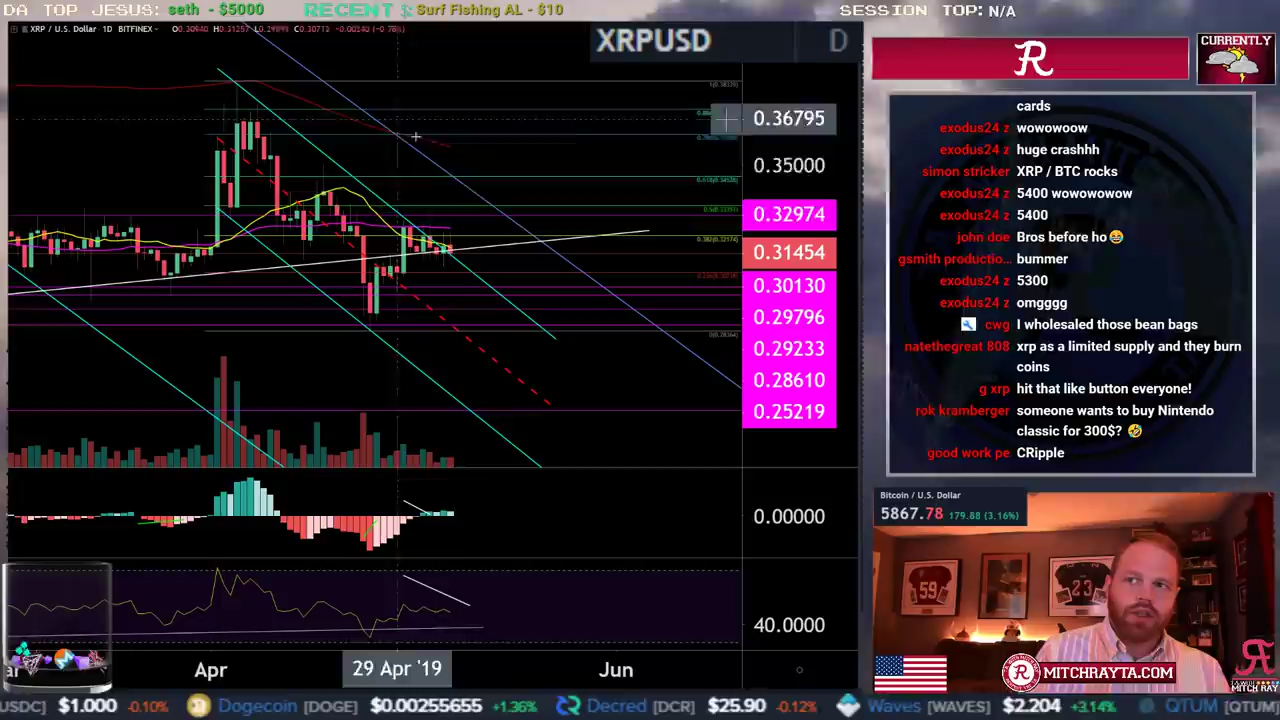 DA TOP JESUS: seth - $5000 RECENT $: Surf Fishing AL - $10 SESSION TOP: N/A
XRP / U.S. Dollar 1D BITFINEX
XRPUSD D
0.36795
0.35000
0.32974
0.31454
0.30130
0.29796
0.29233
0.28610
0.25219
0.00000
40.0000
Apr 29 Apr '19 Jun
R CURRENTLY
cards
exodus24 z wowowoow
exodus24 z huge crashhh
simon stricker XRP / BTC rocks
exodus24 z 5400 wowowowow
exodus24 z 5400
john doe Bros before ho😂
gsmith productio... bummer
exodus24 z 5300
exodus24 z omgggg
cwg I wholesaled those bean bags
natethegreat 808 xrp as a limited supply and they burn
coins
g xrp hit that like button everyone!
rok kramberger someone wants to buy Nintendo
classic for 300$? 🤣
good work pe CRipple
Bitcoin / U.S. Dollar
5867.78 179.88 (3.16%)
59 23
R MITCHRAYTA.COM
USDC] $1.000 -0.10% Dogecoin [DOGE] $0.00255655 +1.36% Decred [DCR] $25.90 -0.12% Waves [WAVES] $2.204 +3.14% QTUM [QTUM]